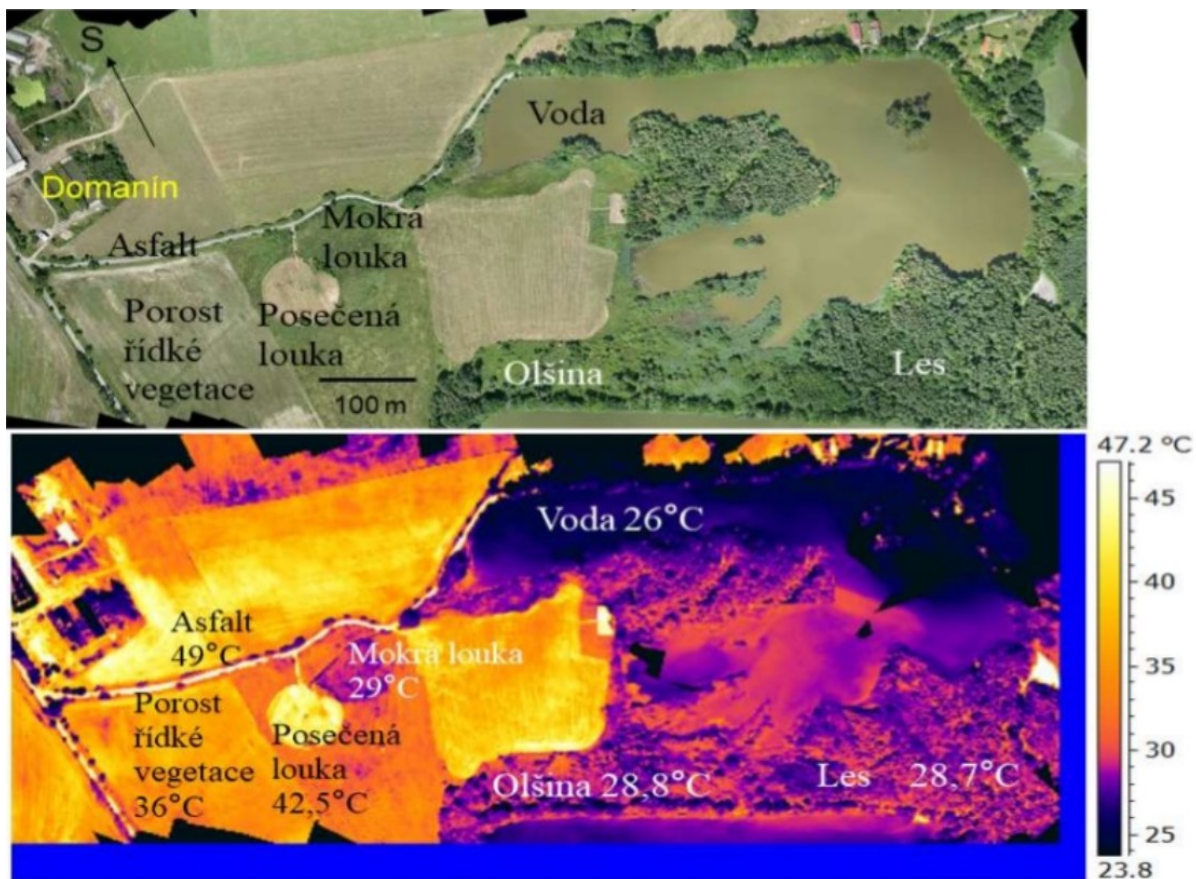 S
Voda
Domanín
Mokrá
louka
Asfalt
Porost
řídké
vegetace
Posečená
louka
100 m
Olšina
Les
47.2 °C
45
40
35
30
25
23.8
Voda 26°C
Asfalt
49°C
Mokrá louka
29°C
Porost
řídké
vegetace
36°C
Posečená
louka
42,5°C
Olšina 28,8°C
Les 28,7°C